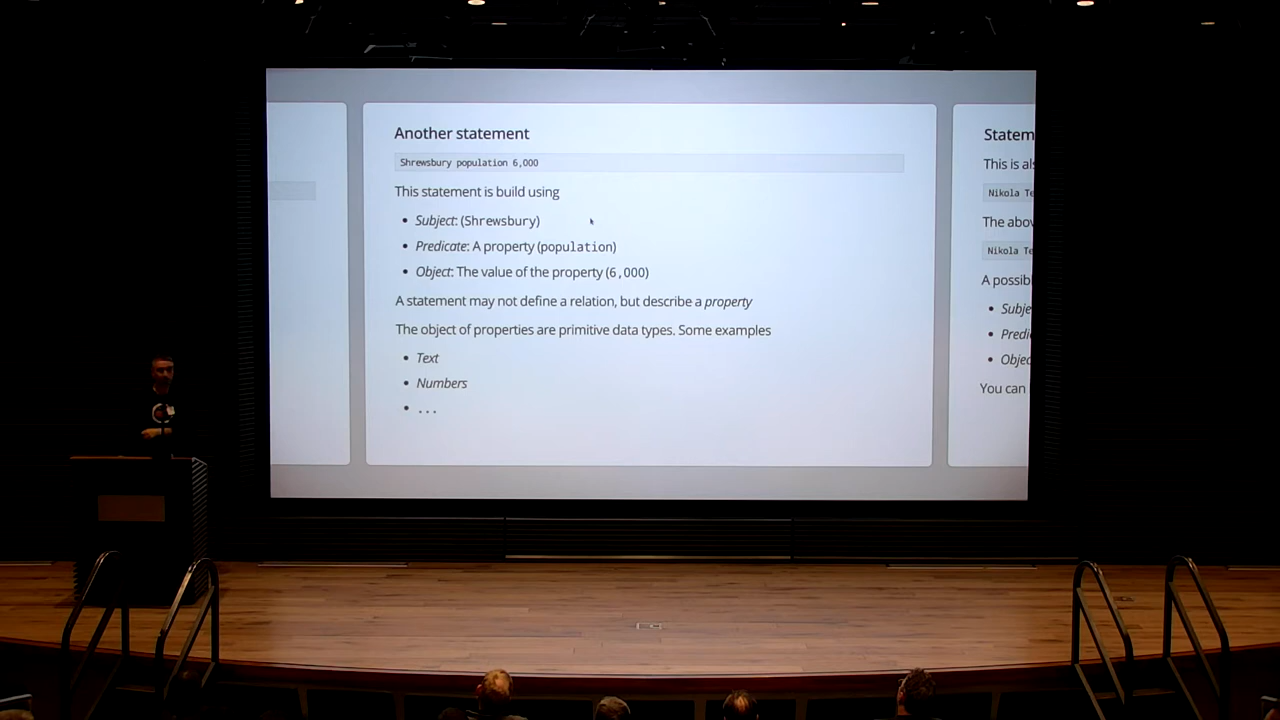 Another statement
Shrewsbury population 6,000
This statement is build using
• Subject: (Shrewsbury)
• Predicate: A property (population)
• Object: The value of the property (6,000)
A statement may not define a relation, but describe a property
The object of properties are primitive data types. Some examples
• Text
• Numbers
• ...
Statem
This is als
Nikola Te
The abov
Nikola Te
A possibl
• Subje
• Predi
• Objec
You can